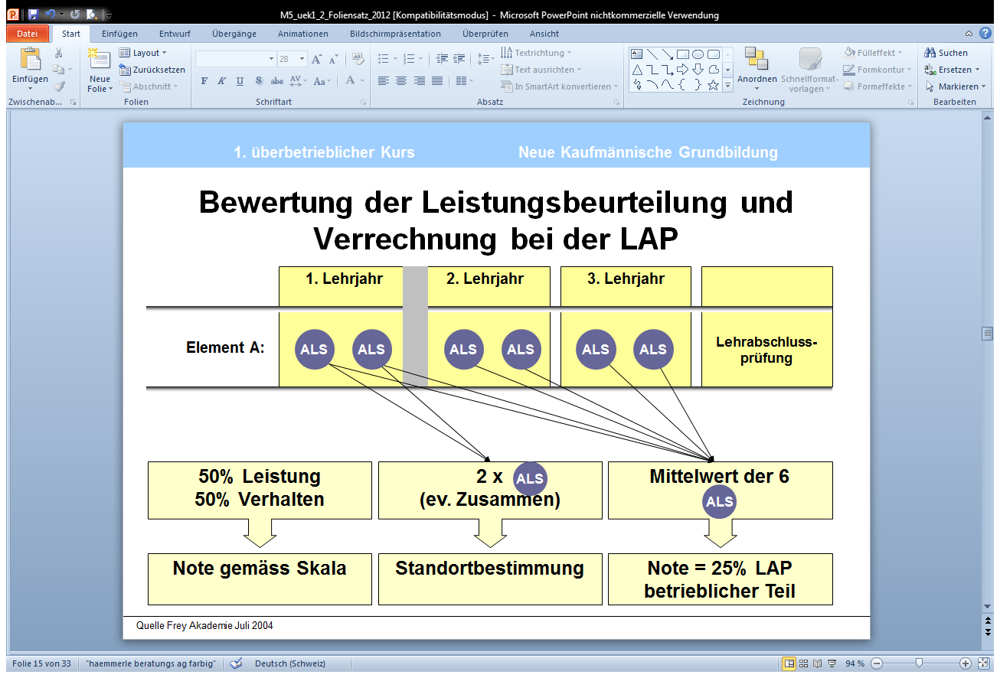 M5_uek1_2_Foliensatz_2012 [Kompatibilitätsmodus] - Microsoft PowerPoint nichtkommerzielle Verwendung
Datei Start Einfügen Entwurf Übergänge Animationen Bildschirmpräsentation Überprüfen Ansicht
Einfügen
Neue
Folie
Layout
Zurücksetzen
Abschnitt
28
F K U S abc AV Aa A
Textrichtung
Text ausrichten
In SmartArt konvertieren
Anordnen
Schnellformat-
vorlagen
Fülleffekt
Formkontur
Formeffekte
Suchen
Ersetzen
Markieren
Zwischenab... Folien Schriftart Absatz Zeichnung Bearbeiten
1. überbetrieblicher Kurs Neue Kaufmännische Grundbildung
Bewertung der Leistungsbeurteilung und
Verrechnung bei der LAP
1. Lehrjahr 2. Lehrjahr 3. Lehrjahr
Element A: ALS ALS ALS ALS ALS ALS
Lehrabschluss-
prüfung
50% Leistung
50% Verhalten
2 x ALS
(ev. Zusammen)
Mittelwert der 6
ALS
Note gemäss Skala
Standortbestimmung
Note = 25% LAP
betrieblicher Teil
Quelle Frey Akademie Juli 2004
Folie 15 von 33 "haemmerle beratungs ag farbig" Deutsch (Schweiz) 94 %